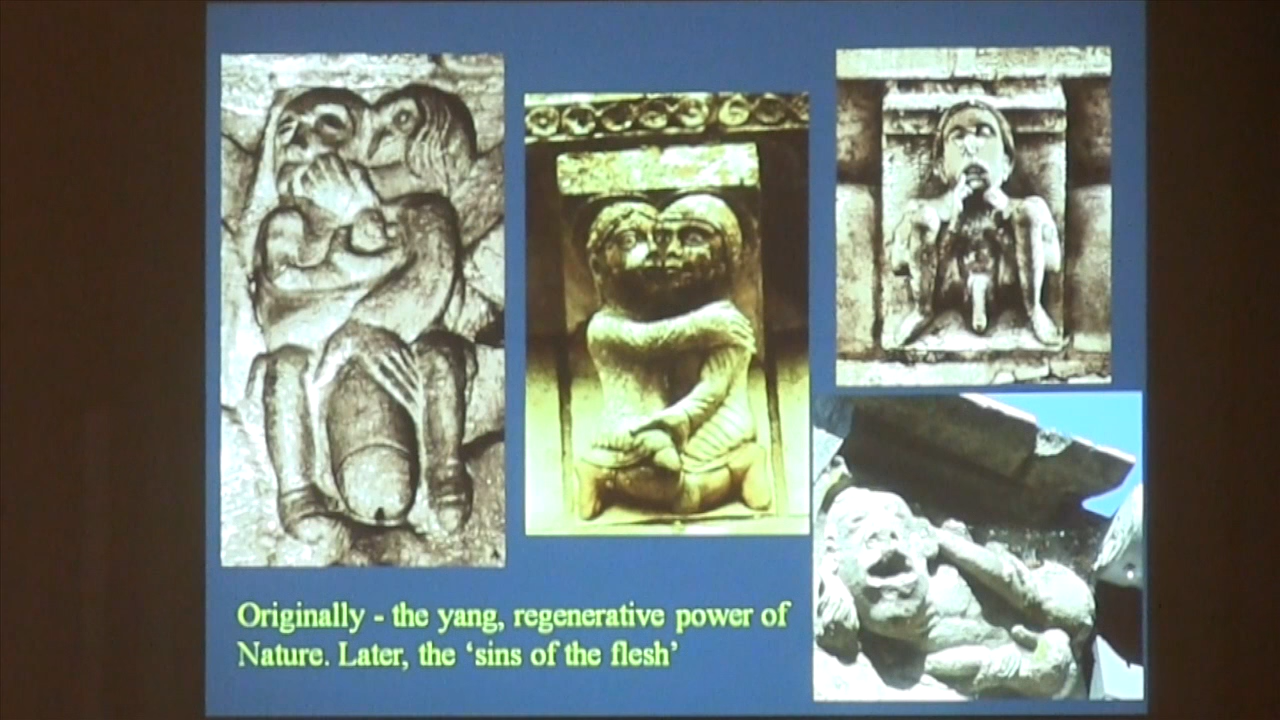 Originally - the yang, regenerative power of
Nature. Later, the ‘sins of the flesh’